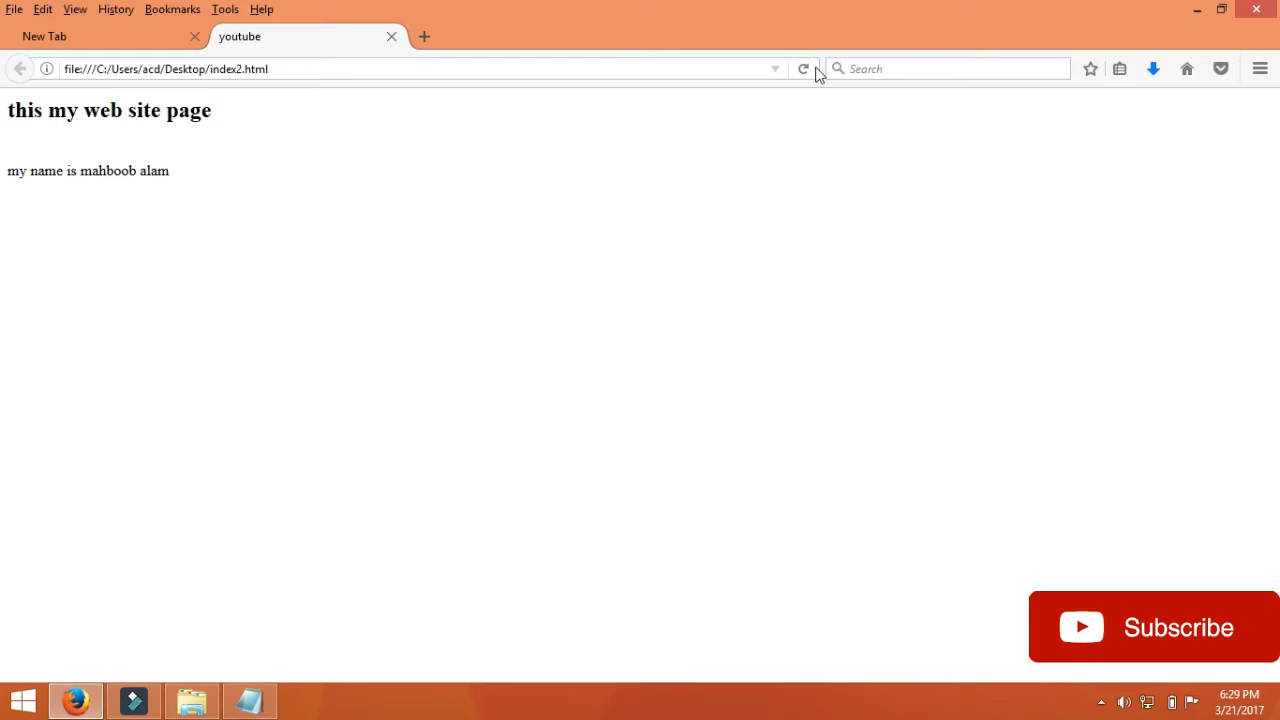 File Edit View History Bookmarks Tools Help
New Tab youtube
file:///C:/Users/acd/Desktop/index2.html Search
this my web site page
my name is mahboob alam
Subscribe
6:29 PM
3/21/2017